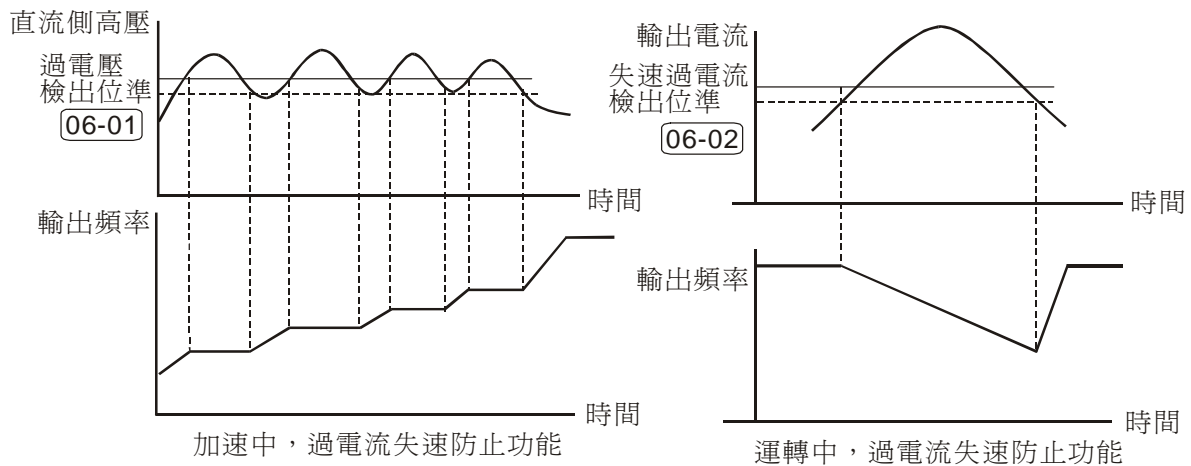 直流側高壓
過電壓
檢出位準
06-01
時間
輸出頻率
時間
加速中，過電流失速防止功能
輸出電流
失速過電流
檢出位準
06-02
時間
輸出頻率
時間
運轉中，過電流失速防止功能